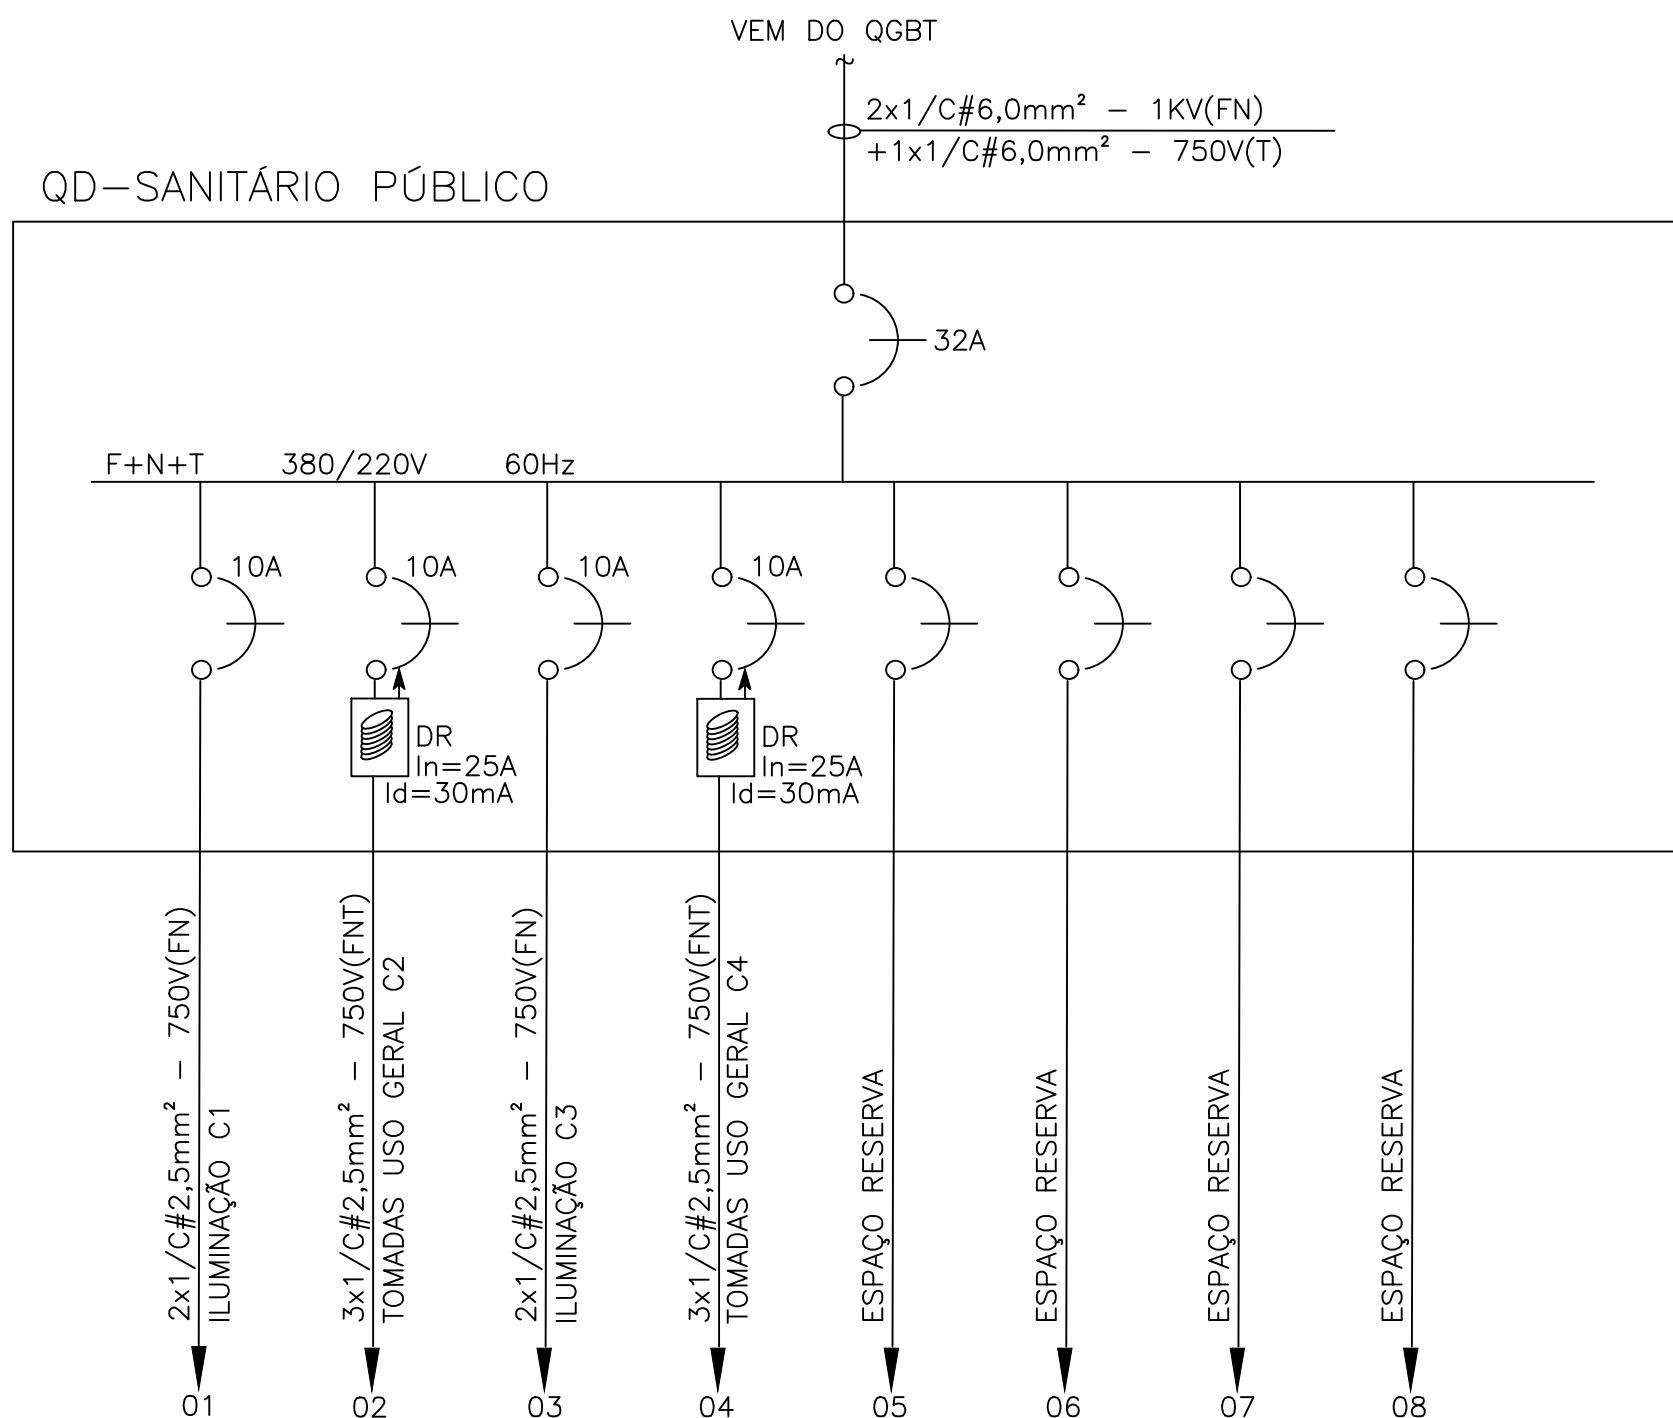 VEM DO QGBT
2x1/C#6,0mm² – 1KV(FN)
+1x1/C#6,0mm² – 750V(T)
QD–SANITÁRIO PÚBLICO
32A
F+N+T 380/220V 60Hz
10A 10A 10A 10A
DR
In=25A
Id=30mA
DR
In=25A
Id=30mA
2x1/C#2,5mm² – 750V(FN)
ILUMINAÇÃO C1
3x1/C#2,5mm² – 750V(FNT)
TOMADAS USO GERAL C2
2x1/C#2,5mm² – 750V(FN)
ILUMINAÇÃO C3
3x1/C#2,5mm² – 750V(FNT)
TOMADAS USO GERAL C4
ESPAÇO RESERVA
ESPAÇO RESERVA
ESPAÇO RESERVA
ESPAÇO RESERVA
01 02 03 04 05 06 07 08